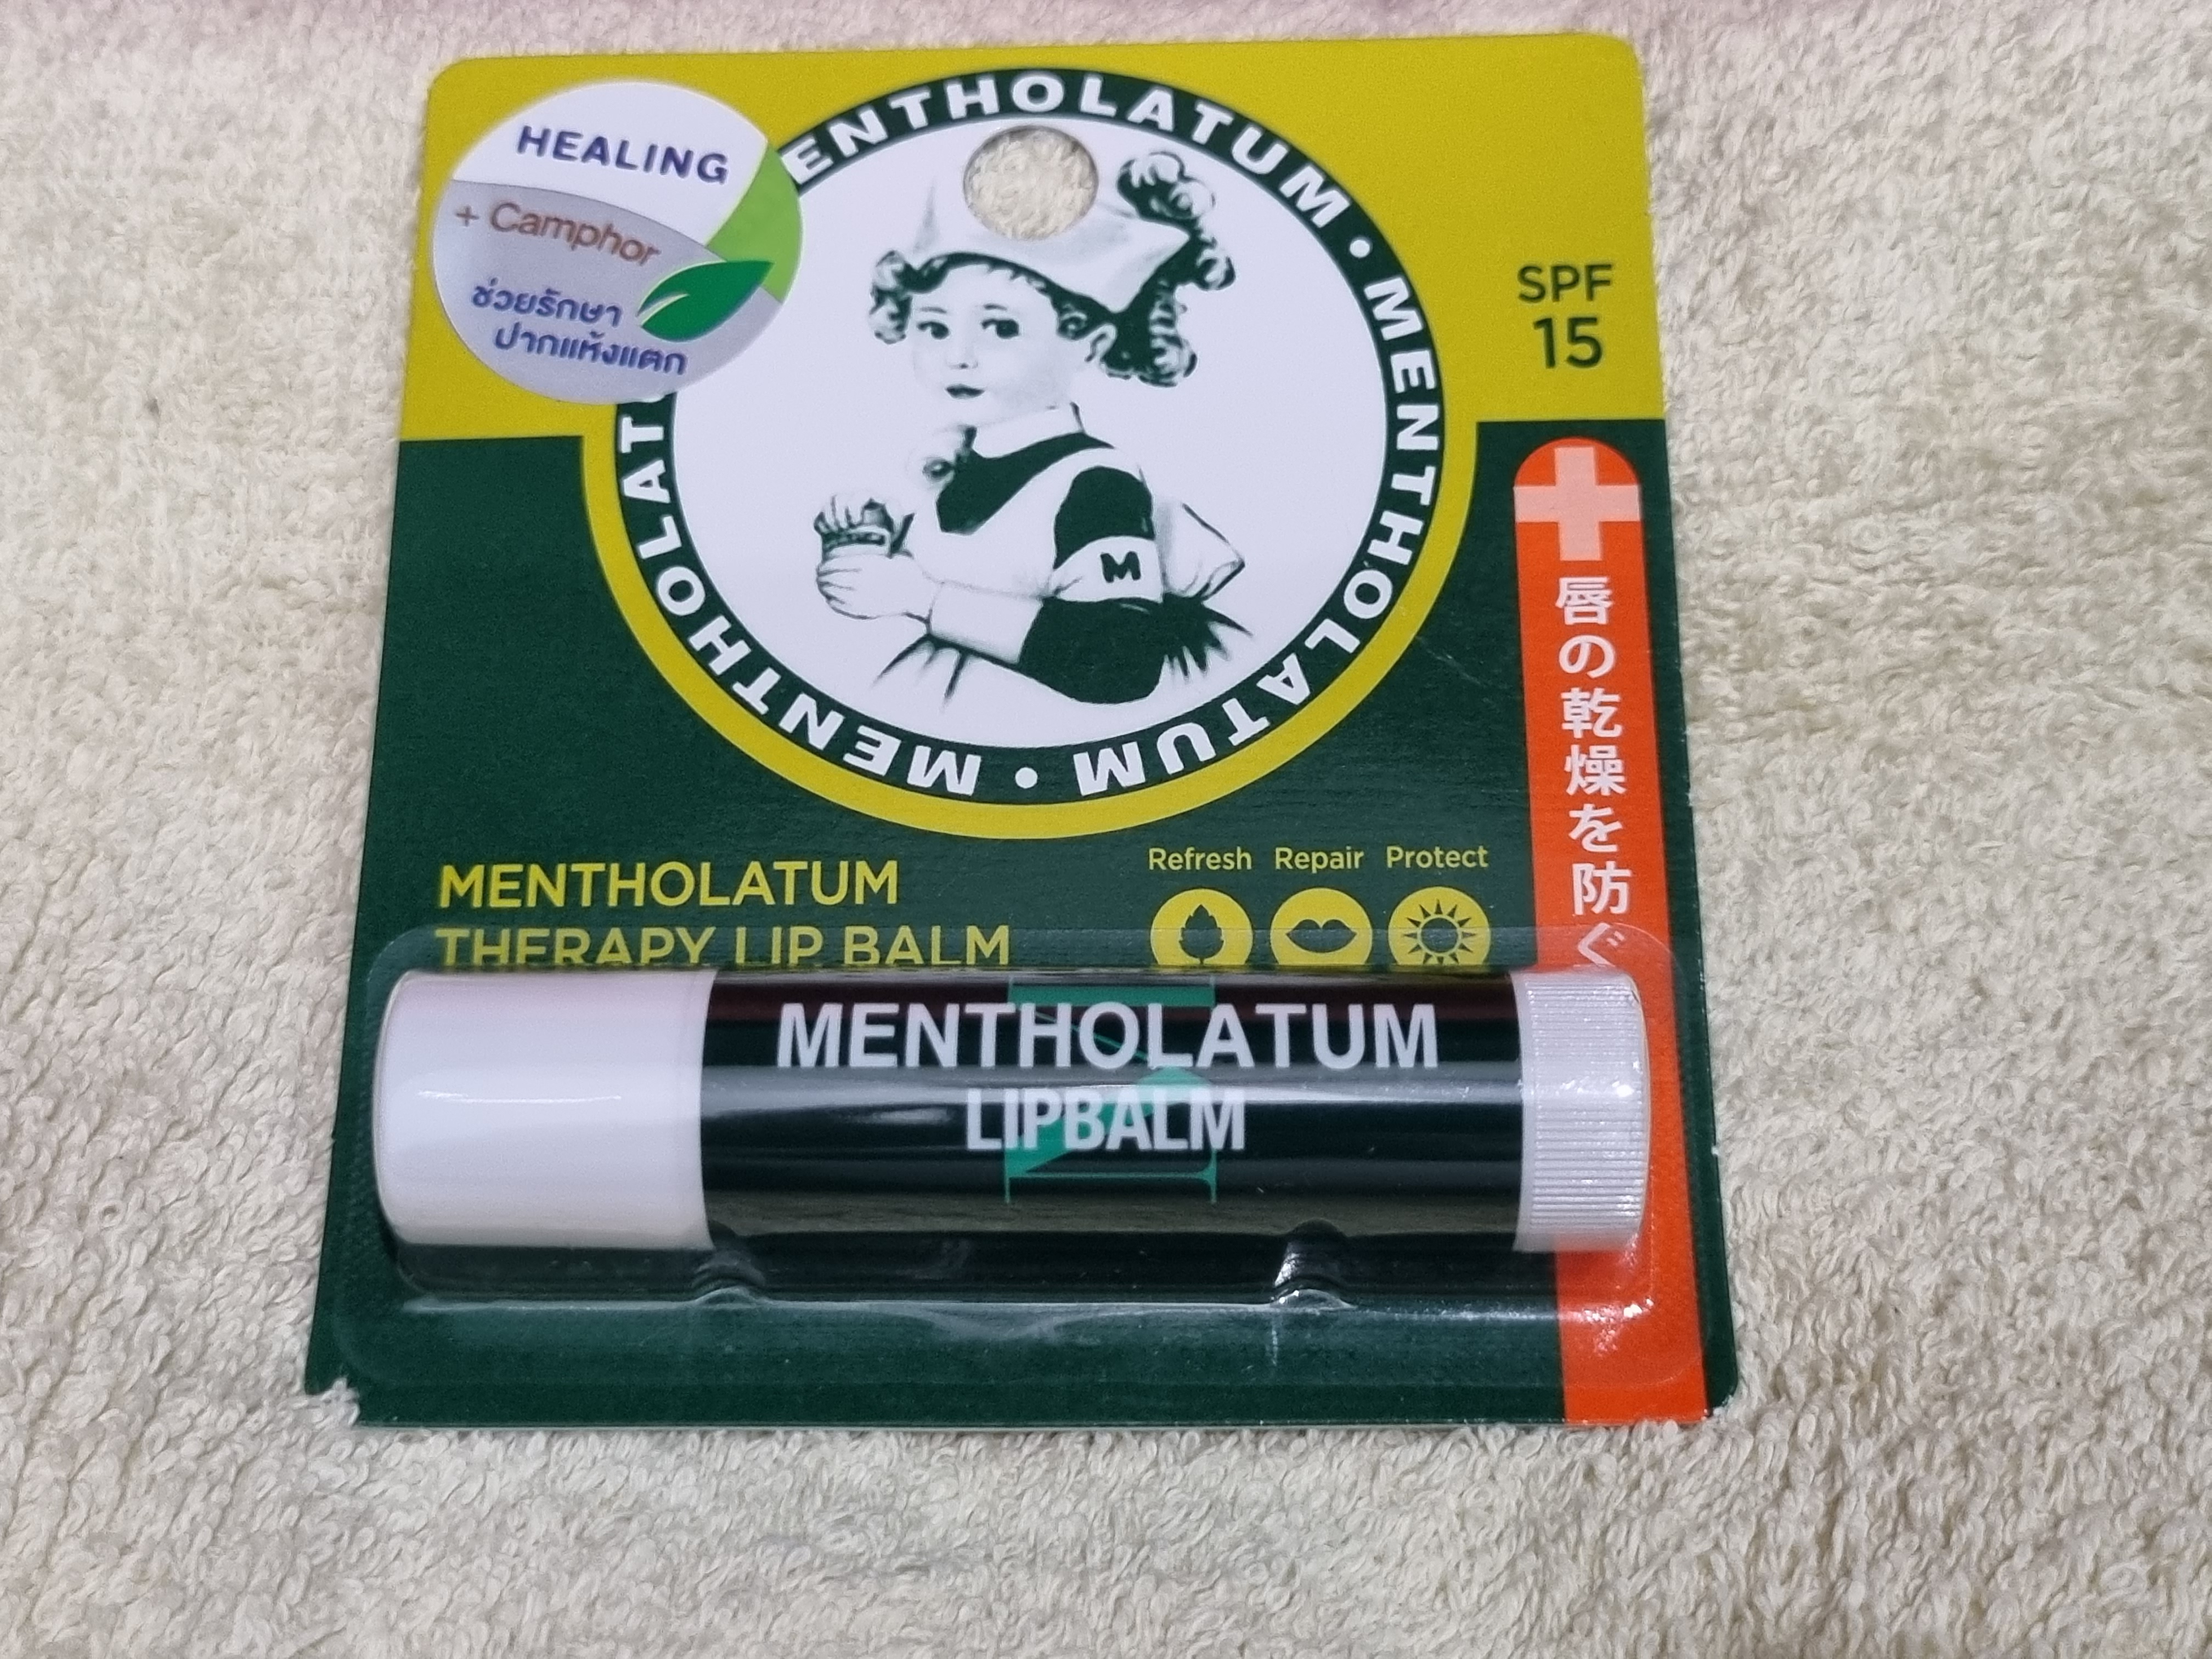 HEALING
+ Camphor
ช่วยรักษา
ปากแห้งแตก
MENTHOLATUM • MENTHOLATUM • MENTHOLAT
SPF
15
M
唇の乾燥を防ぐ
Refresh Repair Protect
MENTHOLATUM
THERAPY LIP BALM
MENTHOLATUM
LIPBALM